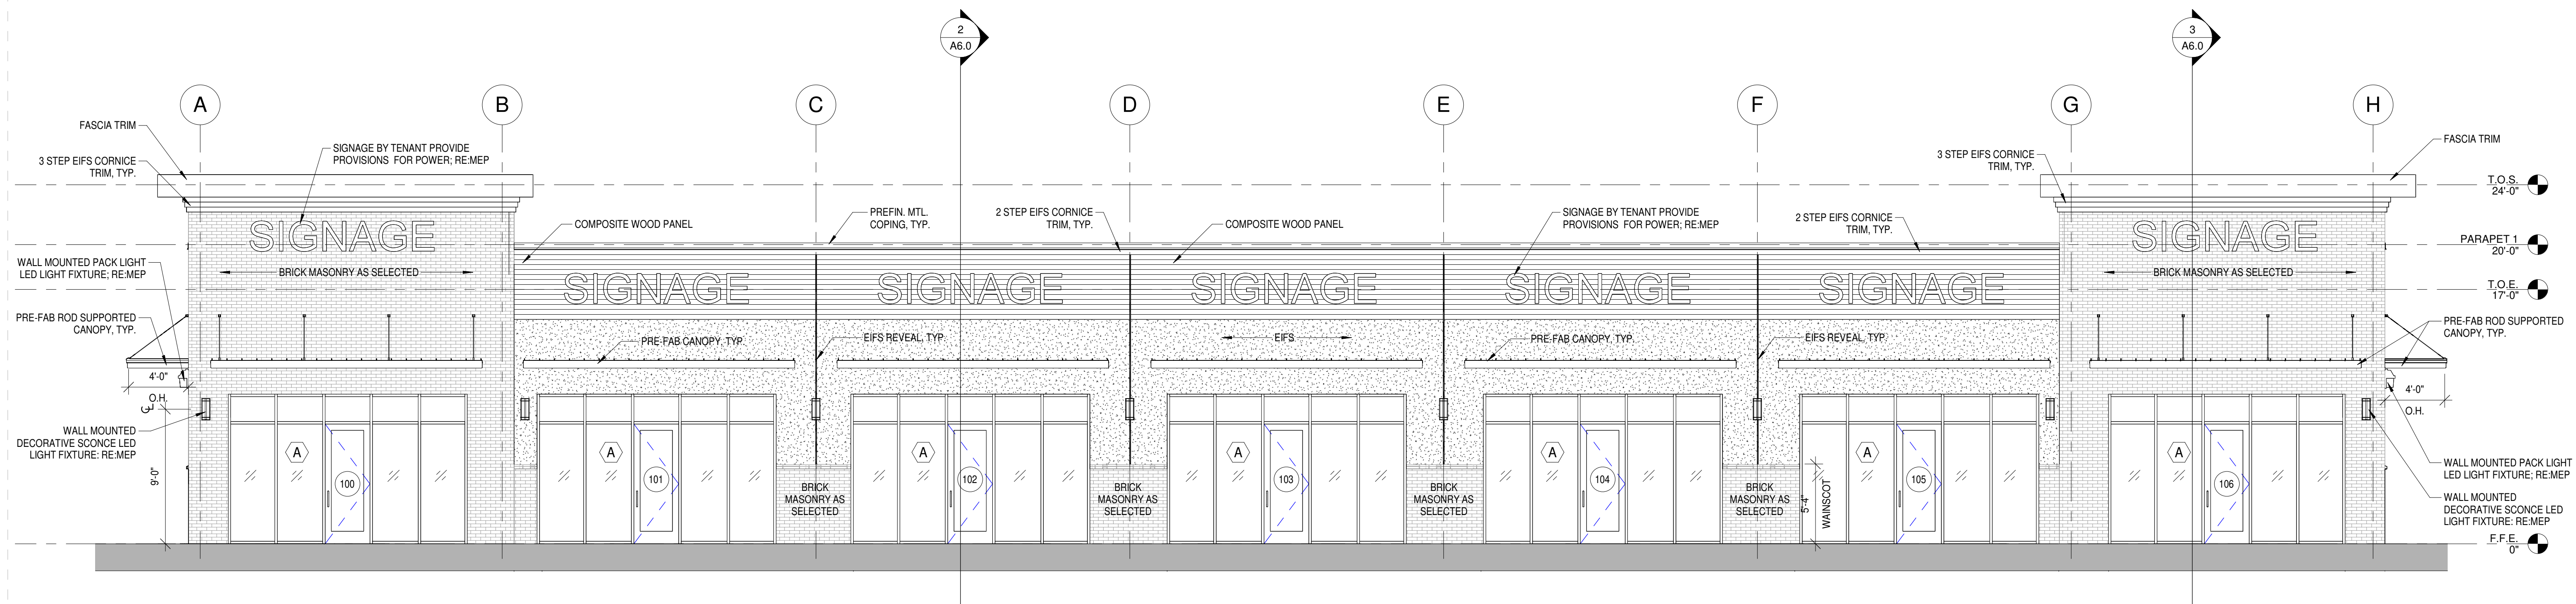 2
A6.0
3
A6.0
A
B
C
D
E
F
G
H
FASCIA TRIM
3 STEP EIFS CORNICE
TRIM, TYP.
SIGNAGE BY TENANT PROVIDE
PROVISIONS FOR POWER; RE:MEP
3 STEP EIFS CORNICE
TRIM, TYP.
FASCIA TRIM
T.O.S.
24'-0"
COMPOSITE WOOD PANEL
PREFIN. MTL.
COPING, TYP.
2 STEP EIFS CORNICE
TRIM, TYP.
COMPOSITE WOOD PANEL
SIGNAGE BY TENANT PROVIDE
PROVISIONS FOR POWER; RE:MEP
2 STEP EIFS CORNICE
TRIM, TYP.
SIGNAGE
SIGNAGE
PARAPET 1
20'-0"
WALL MOUNTED PACK LIGHT
LED LIGHT FIXTURE; RE:MEP
BRICK MASONRY AS SELECTED
BRICK MASONRY AS SELECTED
SIGNAGE
SIGNAGE
SIGNAGE
SIGNAGE
SIGNAGE
T.O.E.
17'-0"
PRE-FAB ROD SUPPORTED
CANOPY, TYP.
PRE-FAB CANOPY, TYP.
EIFS REVEAL, TYP.
EIFS
PRE-FAB CANOPY, TYP.
EIFS REVEAL, TYP.
PRE-FAB ROD SUPPORTED
CANOPY, TYP.
4'-0"
O.H.
4'-0"
O.H.
WALL MOUNTED
DECORATIVE SCONCE LED
LIGHT FIXTURE: RE:MEP
9'-0"
A
100
A
101
A
102
A
103
A
104
A
105
A
106
BRICK
MASONRY AS
SELECTED
BRICK
MASONRY AS
SELECTED
BRICK
MASONRY AS
SELECTED
BRICK
MASONRY AS
SELECTED
5'-4"
WAINSCOT
WALL MOUNTED PACK LIGHT
LED LIGHT FIXTURE; RE:MEP
WALL MOUNTED
DECORATIVE SCONCE LED
LIGHT FIXTURE: RE:MEP
F.F.E.
0"